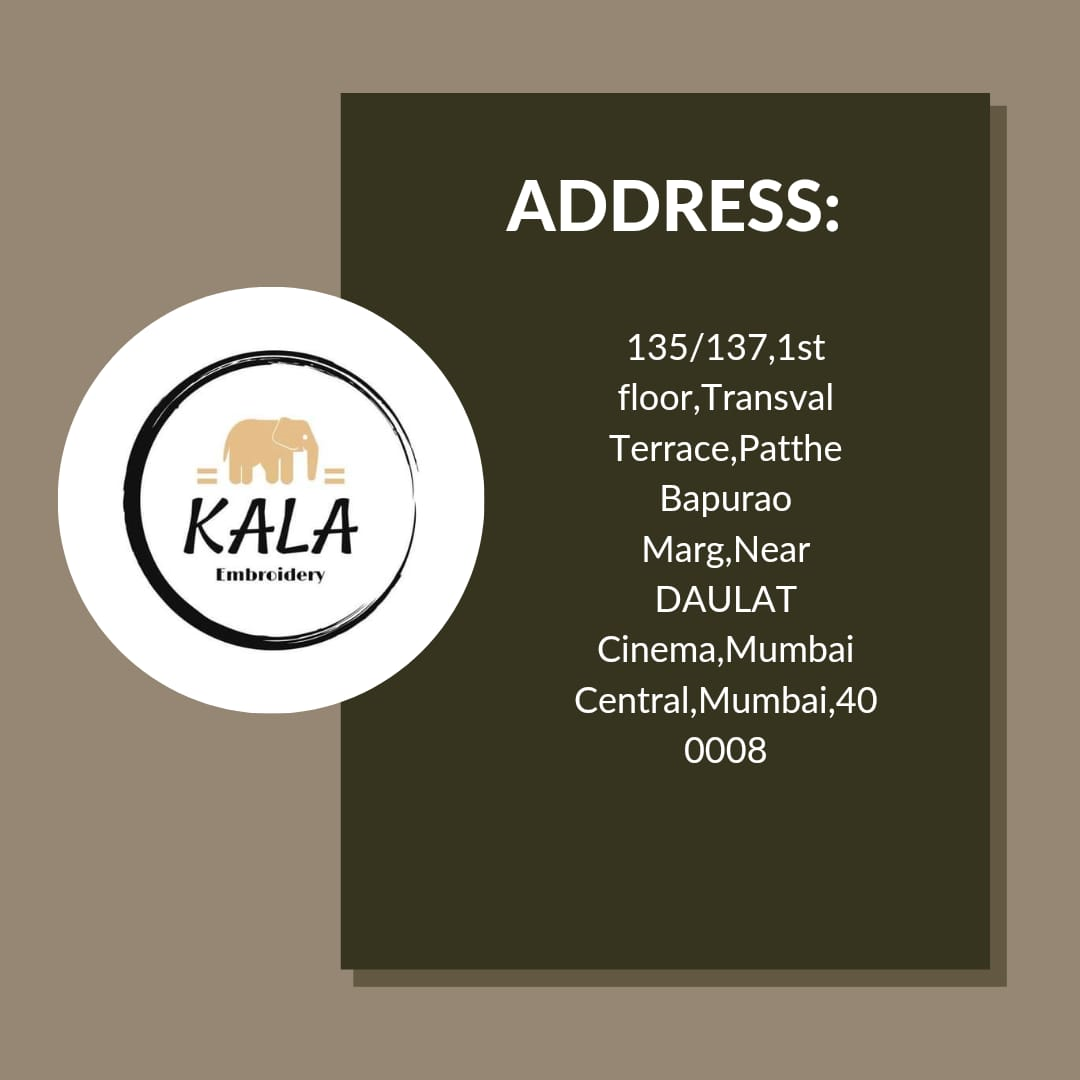 ADDRESS:
135/137,1st
floor,Transval
Terrace,Patthe
Bapurao
Marg,Near
DAULAT
Cinema,Mumbai
Central,Mumbai,40
0008
KALA
Embroidery